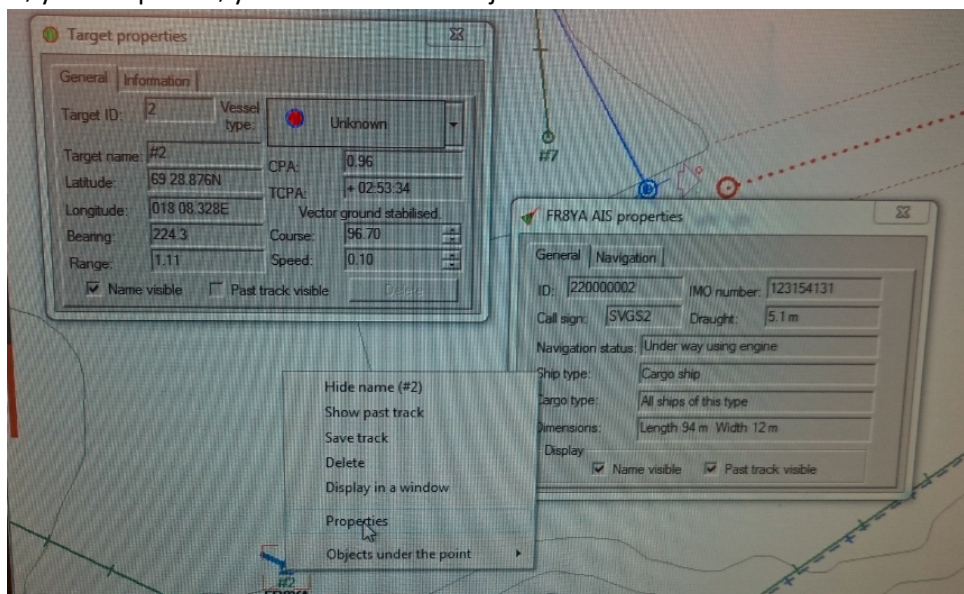 Target properties
General Information
Target ID: 2 Vessel type: Unknown
Target name: #2 CPA: 0.96
Latitude: 69 28.876N TCPA: + 02:53:34
Longitude: 018 08.328E Vector ground stabilised.
Bearing: 224.3 Course: 96.70
Range: 1.11 Speed: 0.10
Name visible Past track visible Delete
#7
FR8YA AIS properties
General Navigation
ID: 220000002 IMO number: 123154131
Call sign: SVGS2 Draught: 5.1 m
Navigation status: Under way using engine
Ship type: Cargo ship
Cargo type: All ships of this type
Dimensions: Length 94 m Width 12 m
Display
Name visible Past track visible
Hide name (#2)
Show past track
Save track
Delete
Display in a window
Properties
Objects under the point
#2